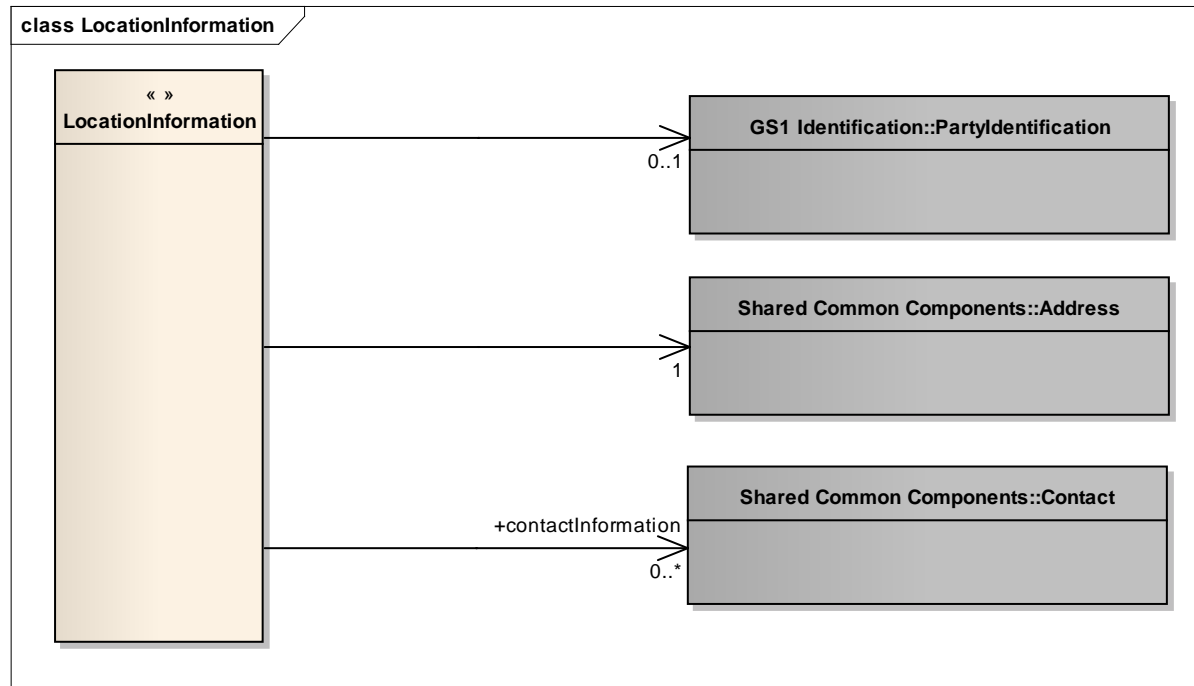 class LocationInformation
« »
LocationInformation
GS1 Identification::PartyIdentification
0..1
Shared Common Components::Address
1
Shared Common Components::Contact
+contactInformation
0..*